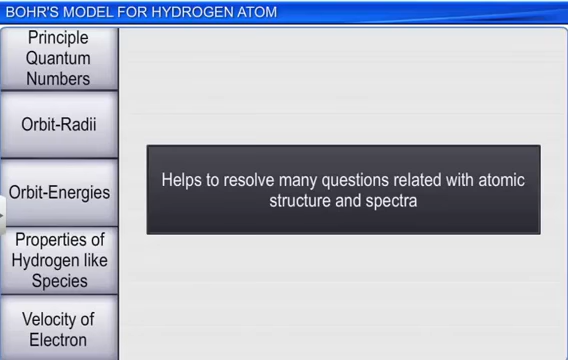 BOHR'S MODEL FOR HYDROGEN ATOM
Principle
Quantum
Numbers
Orbit-Radii
Orbit-Energies
Properties of
Hydrogen like
Species
Velocity of
Electron
Helps to resolve many questions related with atomic
structure and spectra